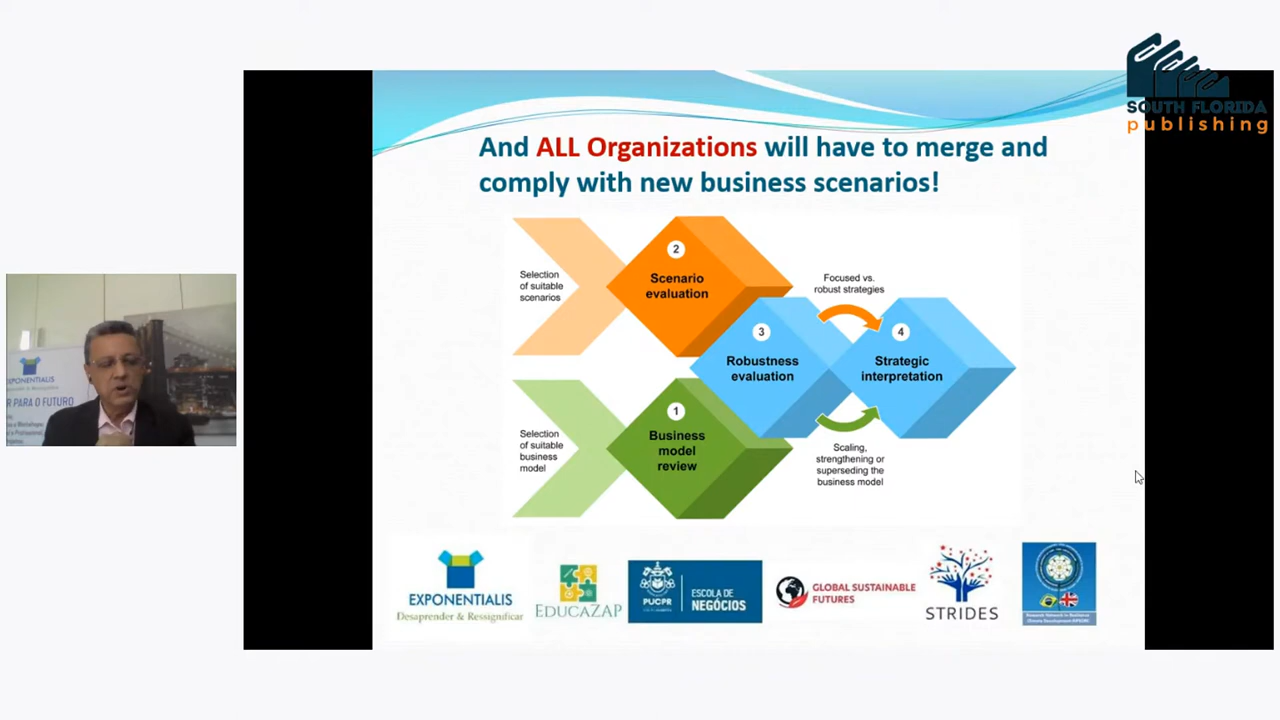 SOUTH FLORIDA
publishing
And ALL Organizations will have to merge and
comply with new business scenarios!
Selection
of suitable
scenarios
2
Scenario
evaluation
Focused vs.
robust strategies
3
Robustness
evaluation
4
Strategic
interpretation
Selection
of suitable
business
model
1
Business
model
review
Scaling,
strengthening or
superseding the
business model
EXPONENTIALIS
R PARA O FUTURO
EXPONENTIALIS
Desaprender & Ressignificar
EDUCAZAP
PUCPR
ESCOLA DE
NEGÓCIOS
GLOBAL SUSTAINABLE
FUTURES
STRIDES